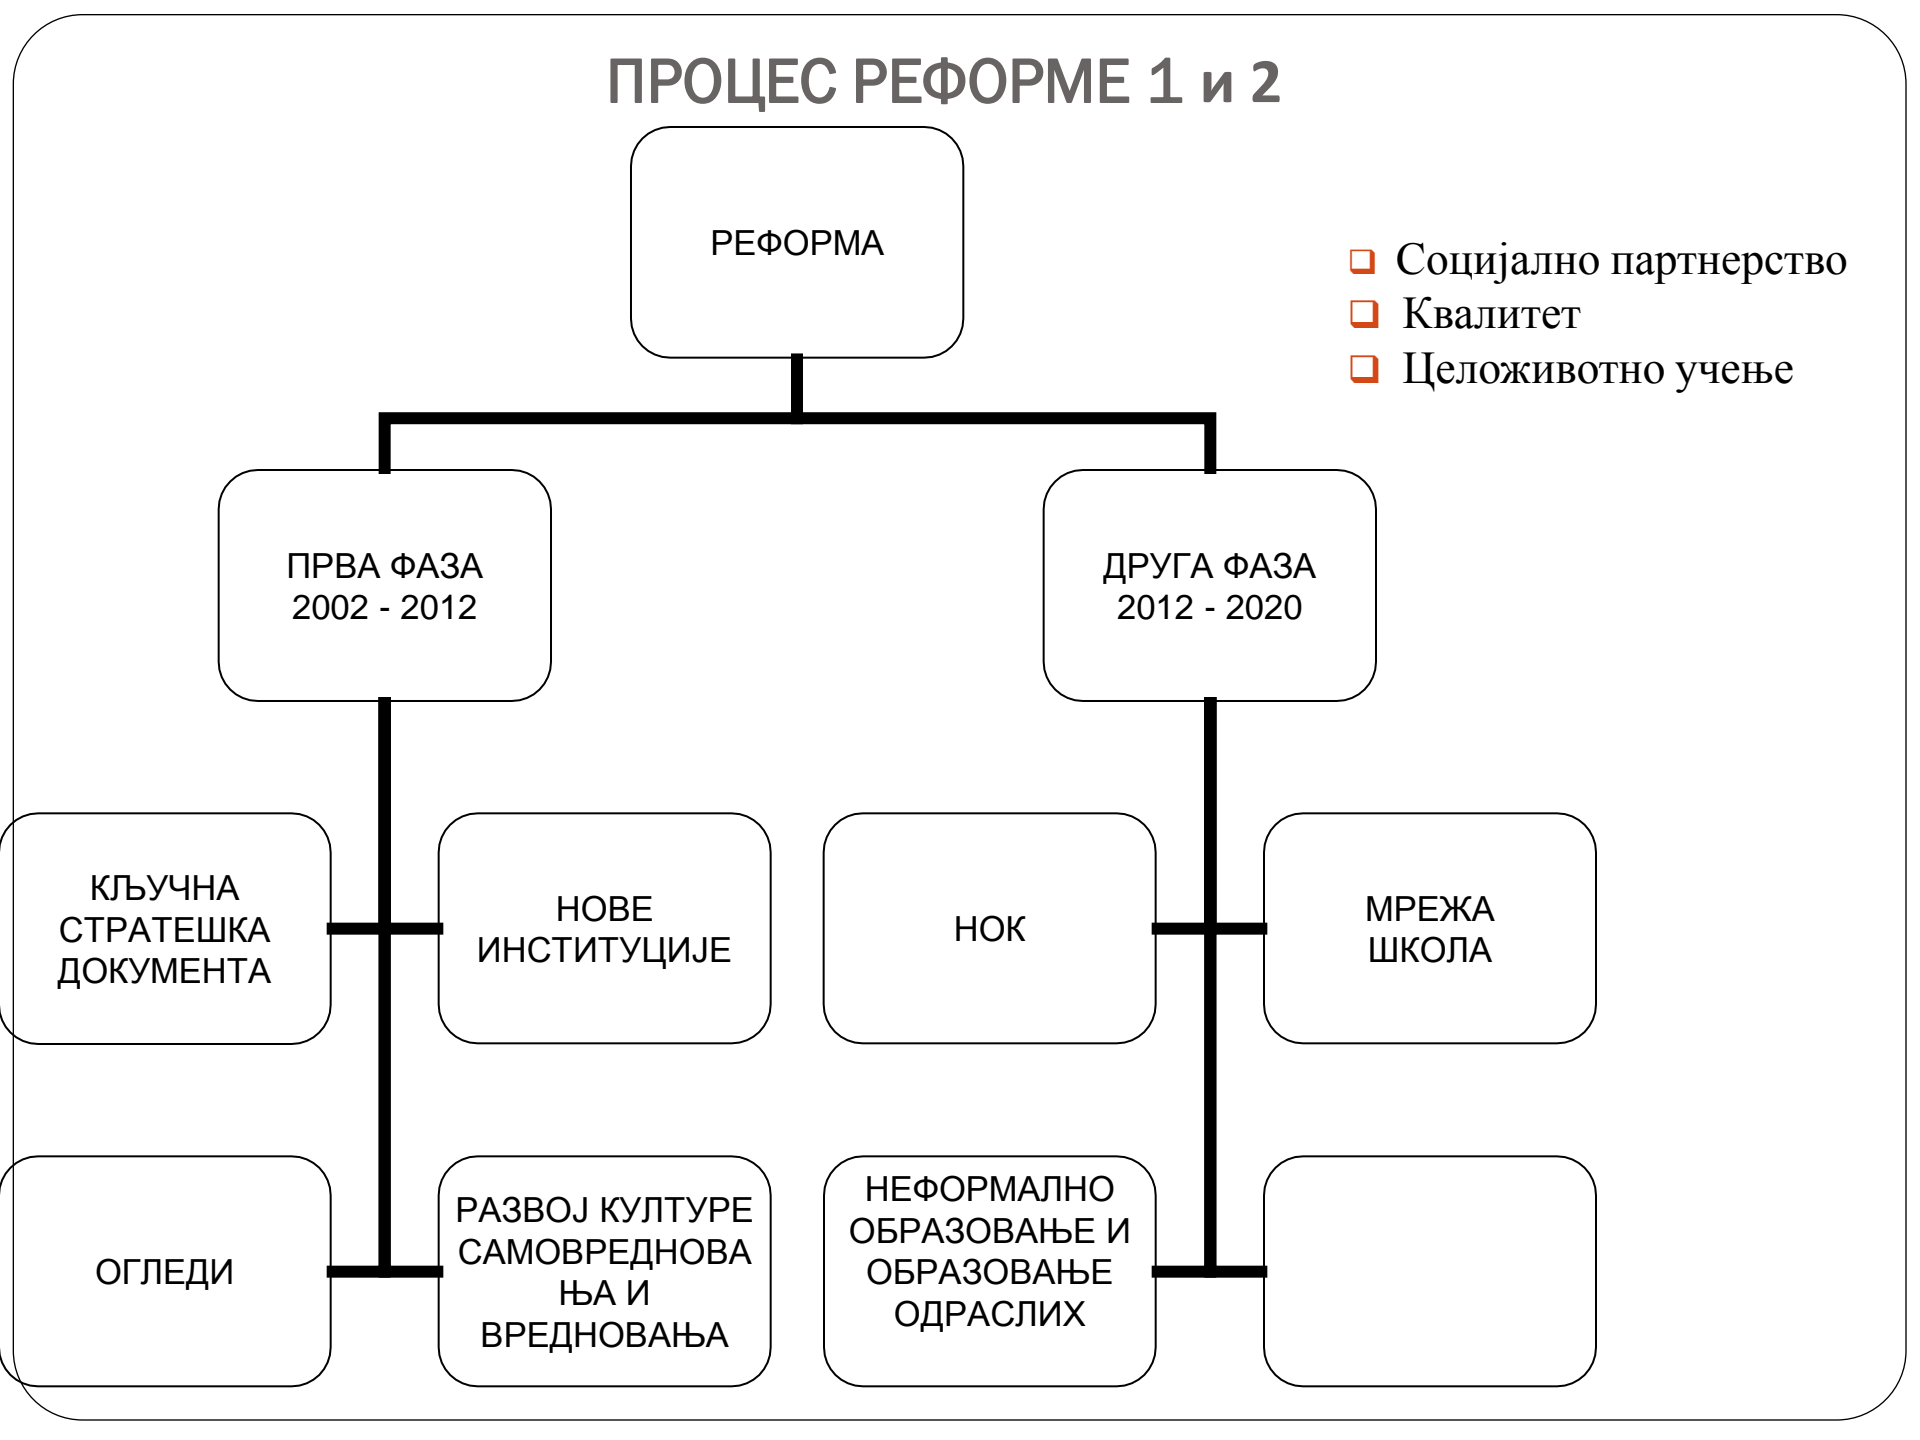 ПРОЦЕС РЕФОРМЕ 1 и 2
РЕФОРМА
Социјално партнерство
Квалитет
Целоживотно учење
ПРВА ФАЗА
2002 - 2012
ДРУГА ФАЗА
2012 - 2020
КЉУЧНА
СТРАТЕШКА
ДОКУМЕНТА
НОВЕ
ИНСТИТУЦИЈЕ
НОК
МРЕЖА
ШКОЛА
ОГЛЕДИ
РАЗВОЈ КУЛТУРЕ
САМОВРЕДНОВА
ЊА И
ВРЕДНОВАЊА
НЕФОРМАЛНО
ОБРАЗОВАЊЕ И
ОБРАЗОВАЊЕ
ОДРАСЛИХ